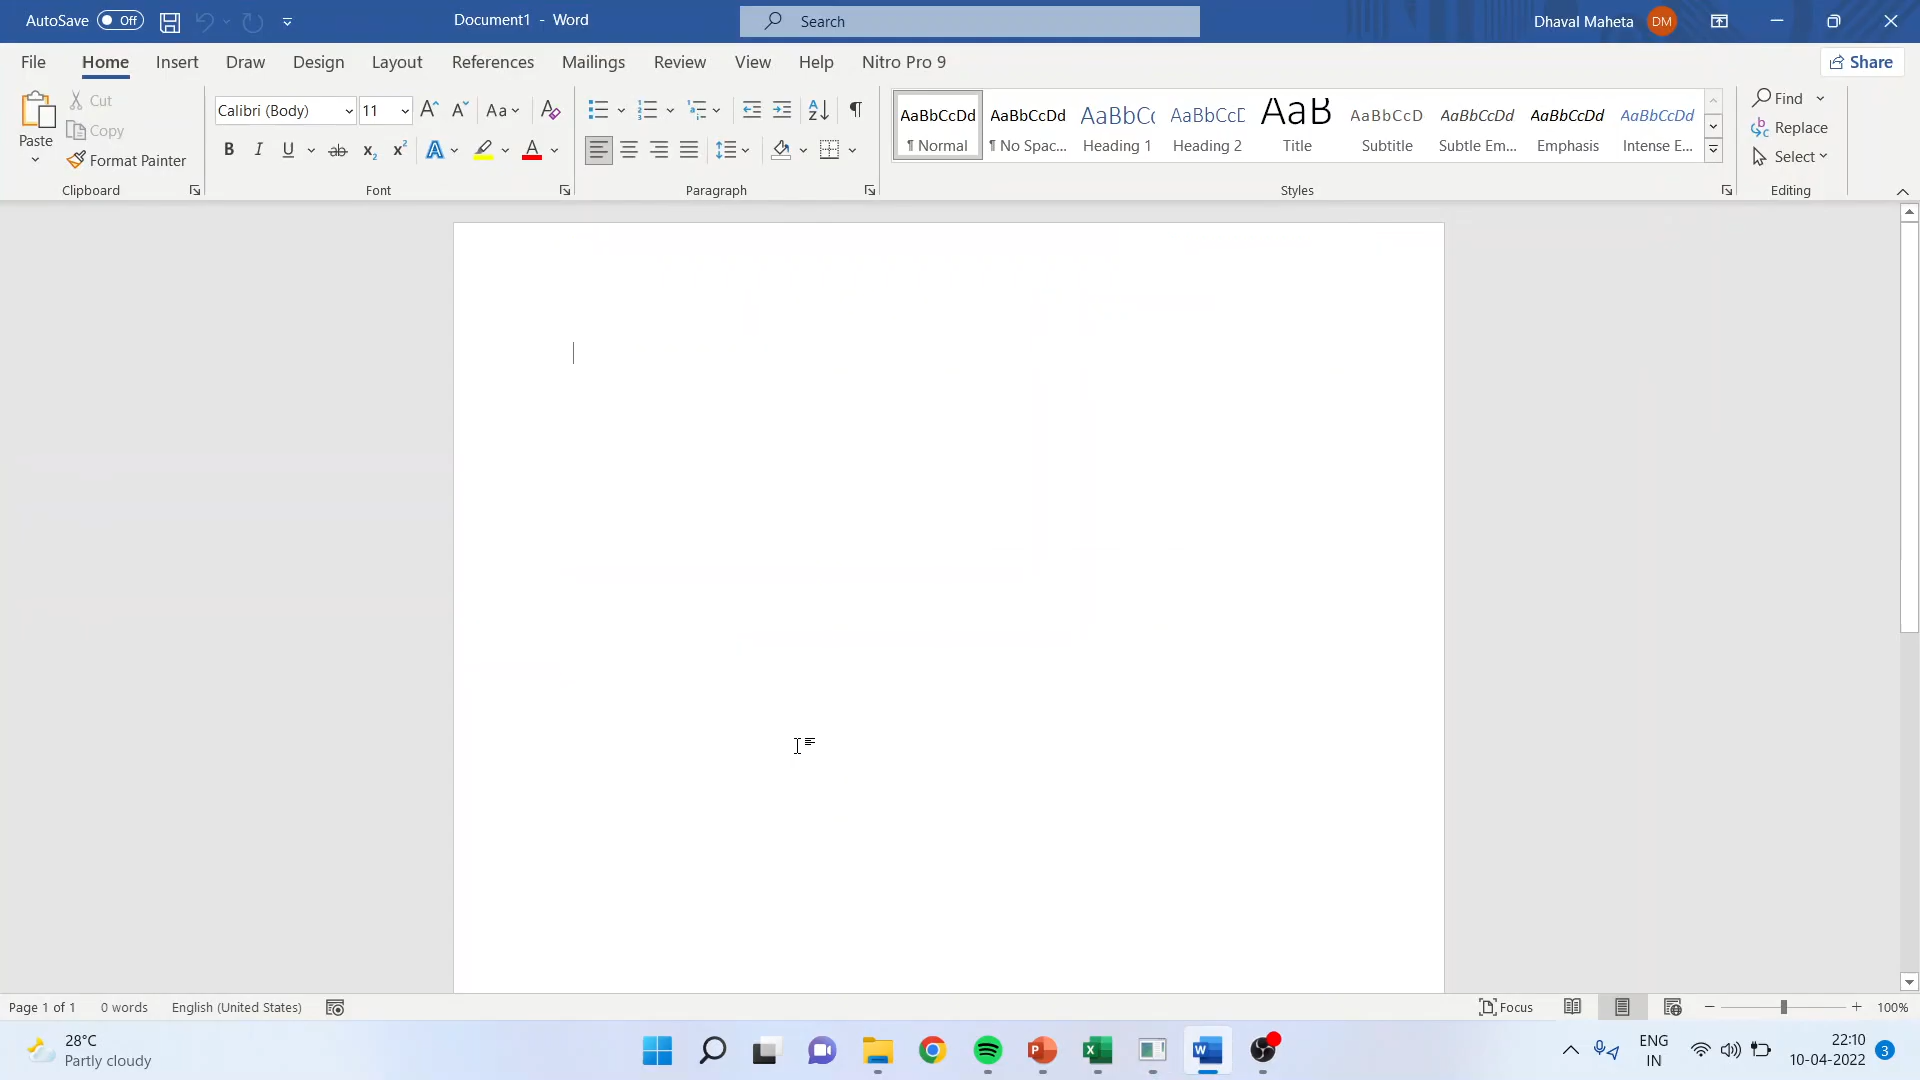 AutoSave Off Document1 - Word Search Dhaval Maheta DM
File Home Insert Draw Design Layout References Mailings Review View Help Nitro Pro 9 Share
Paste
Cut
Copy
Format Painter
Clipboard
Calibri (Body) 11
Font
Paragraph
AaBbCcDd AaBbCcDd AaBbCc AaBbCcD AaB AaBbCcD AaBbCcDd AaBbCcDd AaBbCcDd
¶ Normal ¶ No Spac... Heading 1 Heading 2 Title Subtitle Subtle Em... Emphasis Intense E...
Styles
Find
Replace
Select
Editing
Page 1 of 1 0 words English (United States) Focus 100%
28°C
Partly cloudy
ENG
IN
22:10
10-04-2022
3